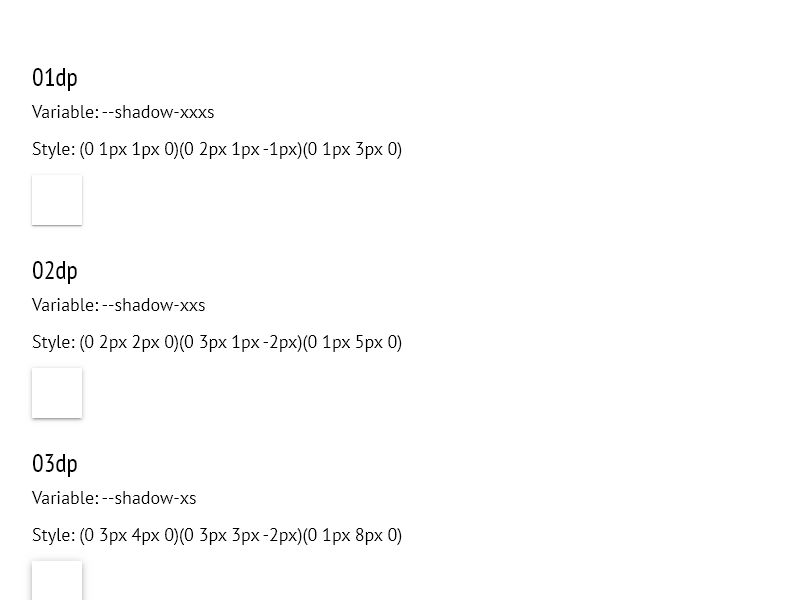 01dp
Variable: --shadow-xxxs
Style: (0 1px 1px 0)(0 2px 1px -1px)(0 1px 3px 0)
02dp
Variable: --shadow-xxs
Style: (0 2px 2px 0)(0 3px 1px -2px)(0 1px 5px 0)
03dp
Variable: --shadow-xs
Style: (0 3px 4px 0)(0 3px 3px -2px)(0 1px 8px 0)